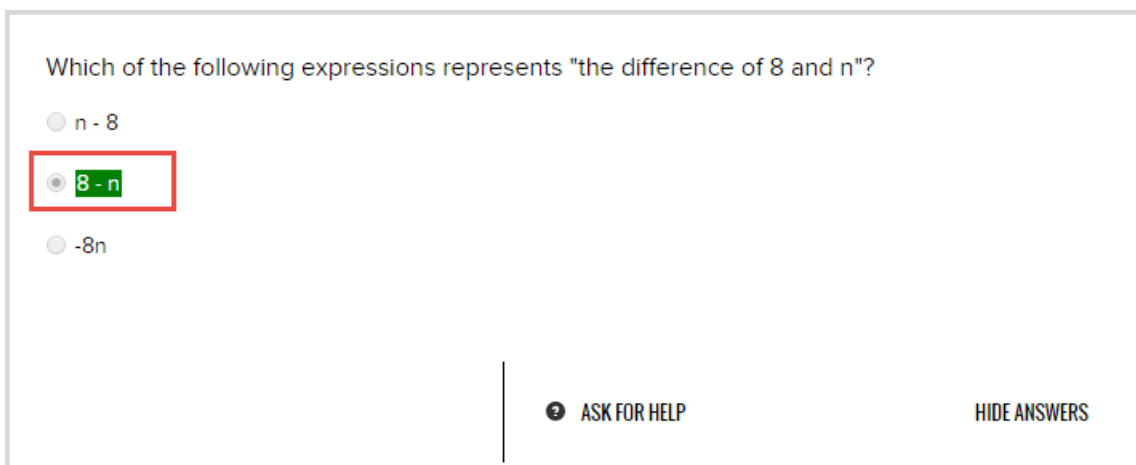 Which of the following expressions represents "the difference of 8 and n"?
n - 8
8 - n
-8n
? ASK FOR HELP HIDE ANSWERS